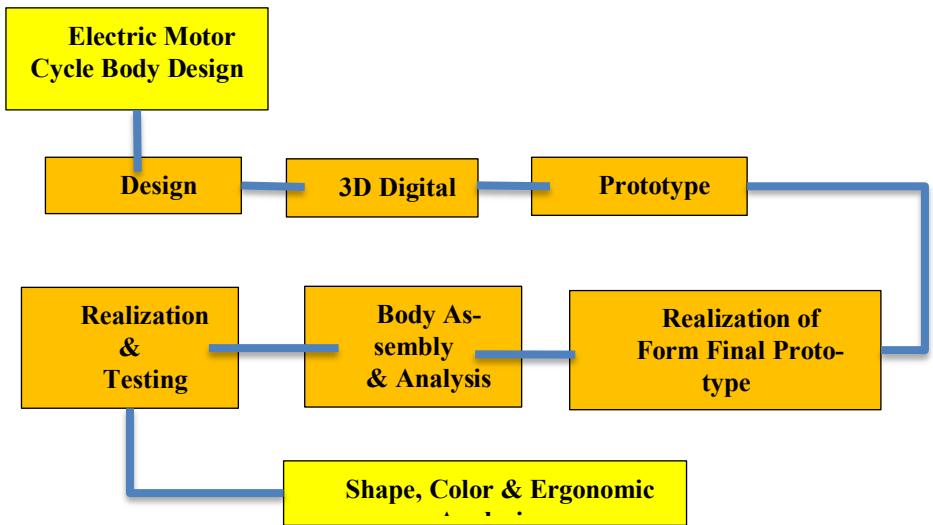 Electric Motor
Cycle Body Design
Design
3D Digital
Prototype
Realization of
Form Final Proto-
type
Body As-
sembly
& Analysis
Realization
&
Testing
Shape, Color & Ergonomic